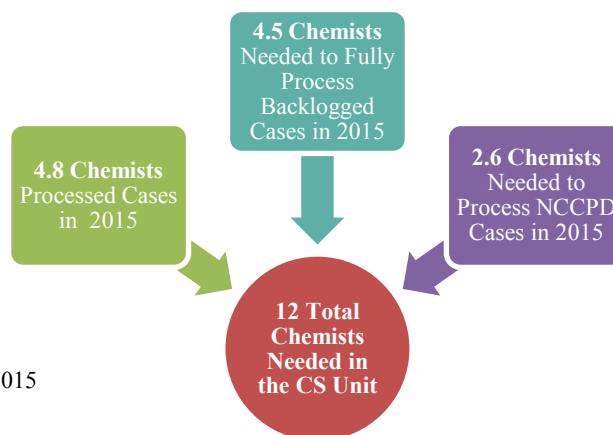 4.5 Chemists
Needed to Fully
Process
Backlogged
Cases in 2015
4.8 Chemists
Processed Cases
in 2015
2.6 Chemists
Needed to
Process NCCPD
Cases in 2015
12 Total
Chemists
Needed in
the CS Unit
015